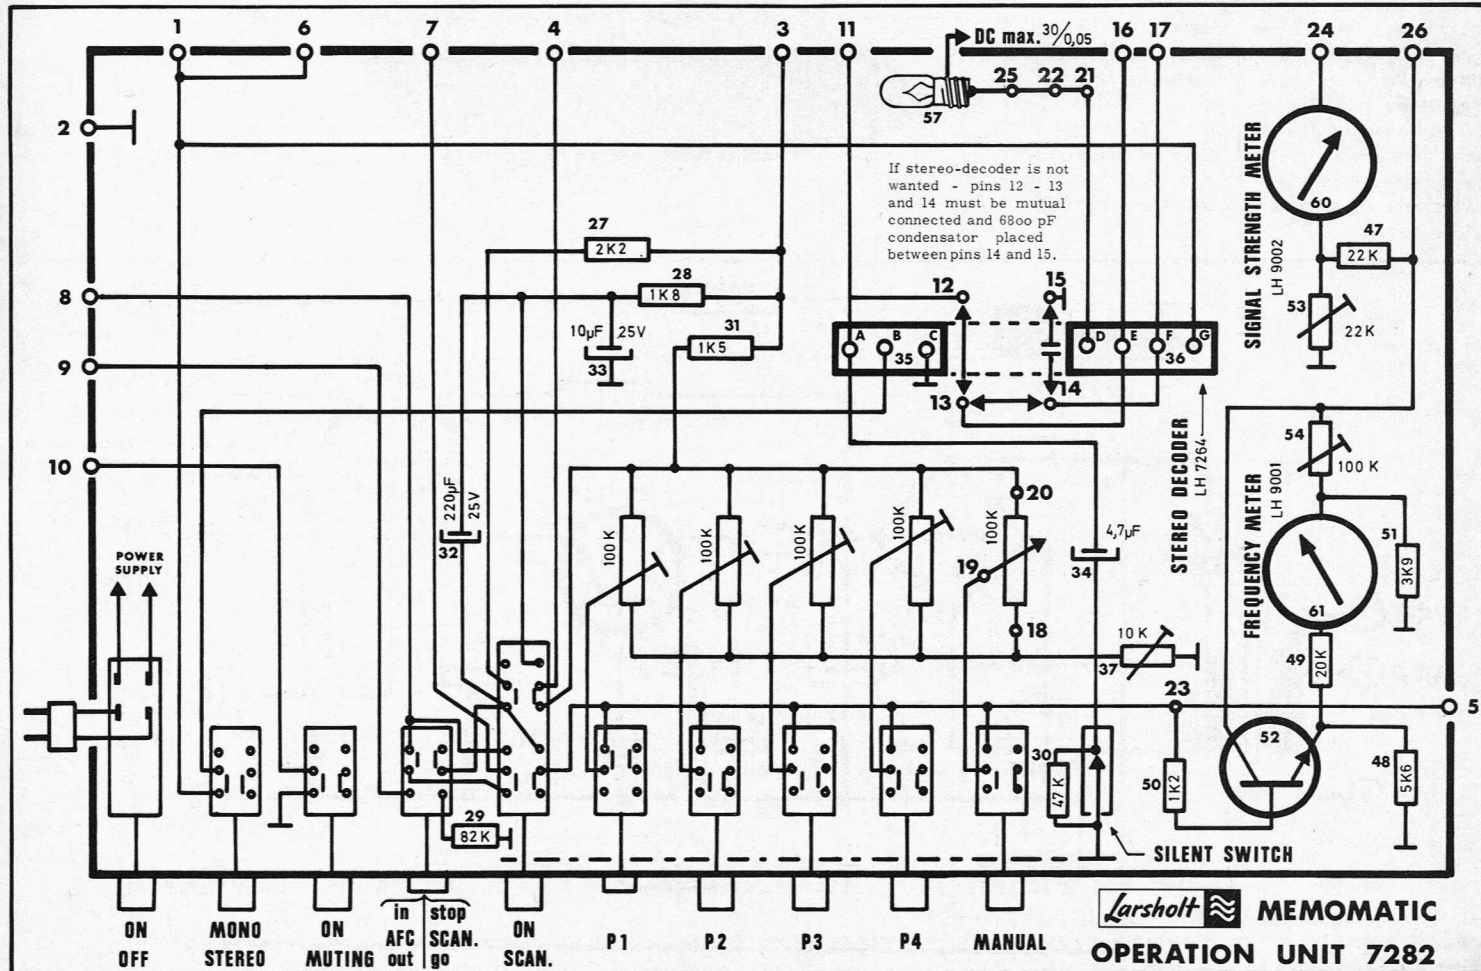 1 6 7 4 3 11 DC max. 30/0,05 16 17 24 26
25 22 21
57
2
If stereo-decoder is not
wanted - pins 12 - 13
and 14 must be mutual
connected and 68oo pF
condensator placed
between pins 14 and 15.
SIGNAL STRENGTH METER
LH 9002
60
47
22 K
53
22 K
27
2K2
28
1K8
31
1K5
8
10µF 25V
33
12 15
A B C
35
D E F G
36
13 14
9
10
STEREO DECODER
LH 7264
220µF
25V
32
100K
100K
100K
100K
100K
20
19
18
4,7µF
34
10 K
37
54
100 K
FREQUENCY METER
LH 9001
61
51
3K9
49
20K
POWER
SUPPLY
23
5
52
50
1K2
48
5K6
30
47 K
29
82K
SILENT SWITCH
ON
OFF
MONO
STEREO
ON
MUTING
in
AFC
out
stop
SCAN.
go
ON
SCAN.
P1
P2
P3
P4
MANUAL
Larsholt MEMOMATIC
OPERATION UNIT 7282